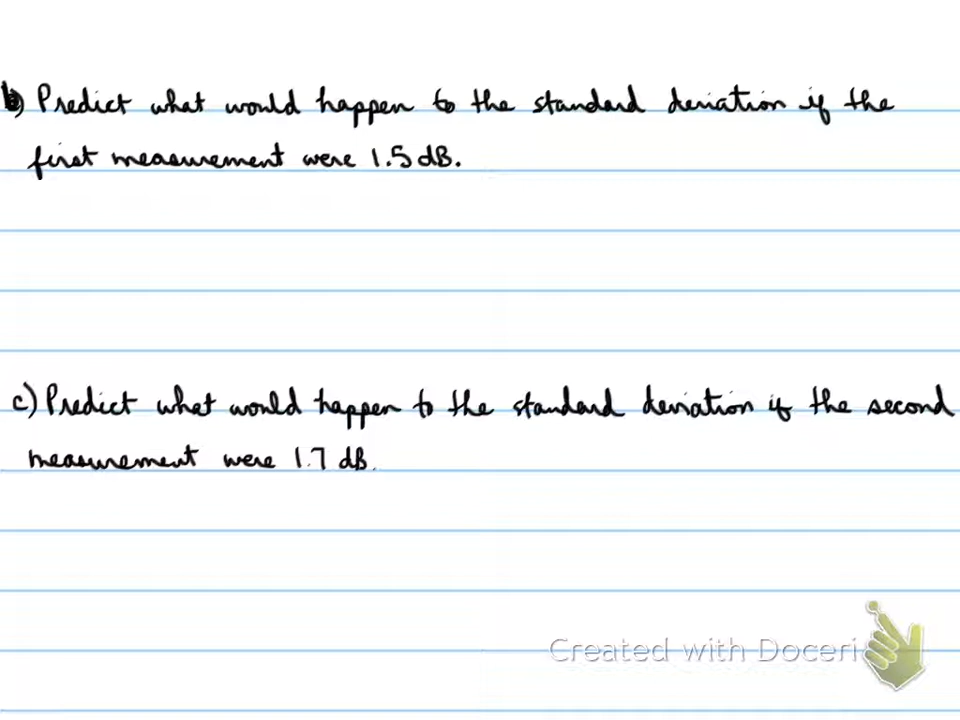 b) Predict what would happen to the standard deviation if the
first measurement were 1.5 dB.
c) Predict what would happen to the standard deviation if the second
measurement were 1.7 dB.
Created with Doceri